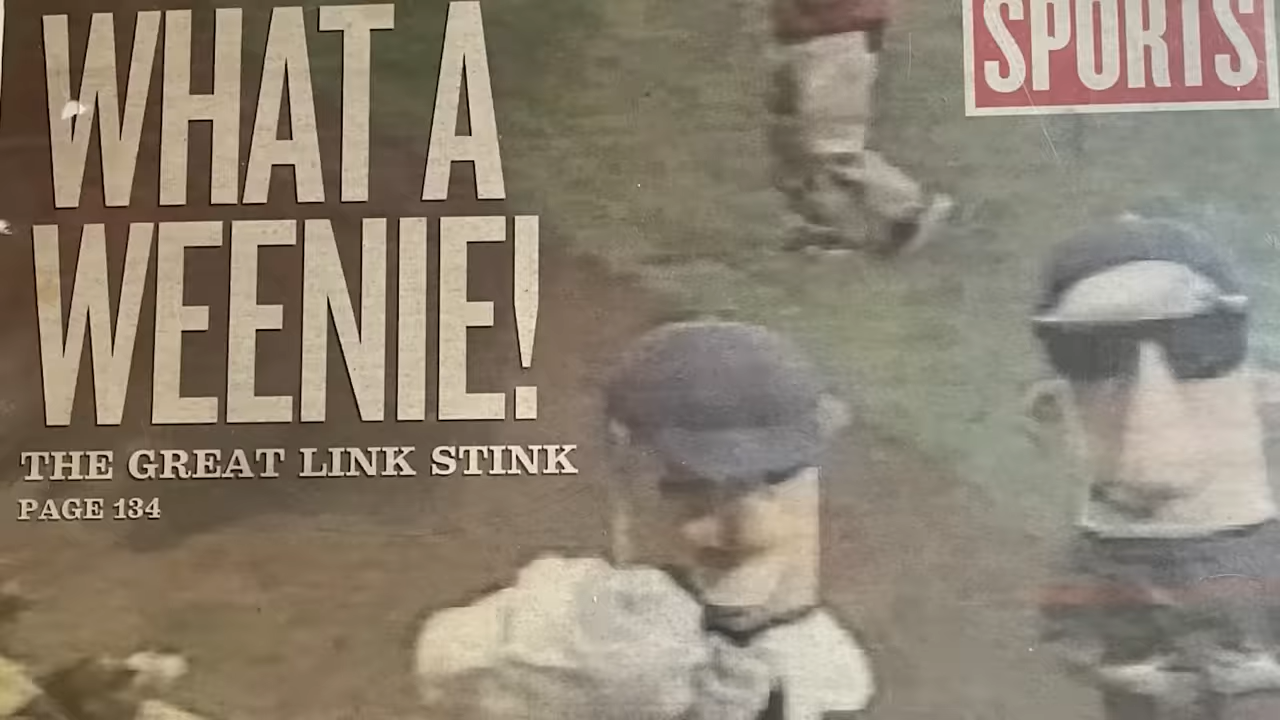 WHAT A
WEENIE!
THE GREAT LINK STINK
PAGE 134
SPORTS